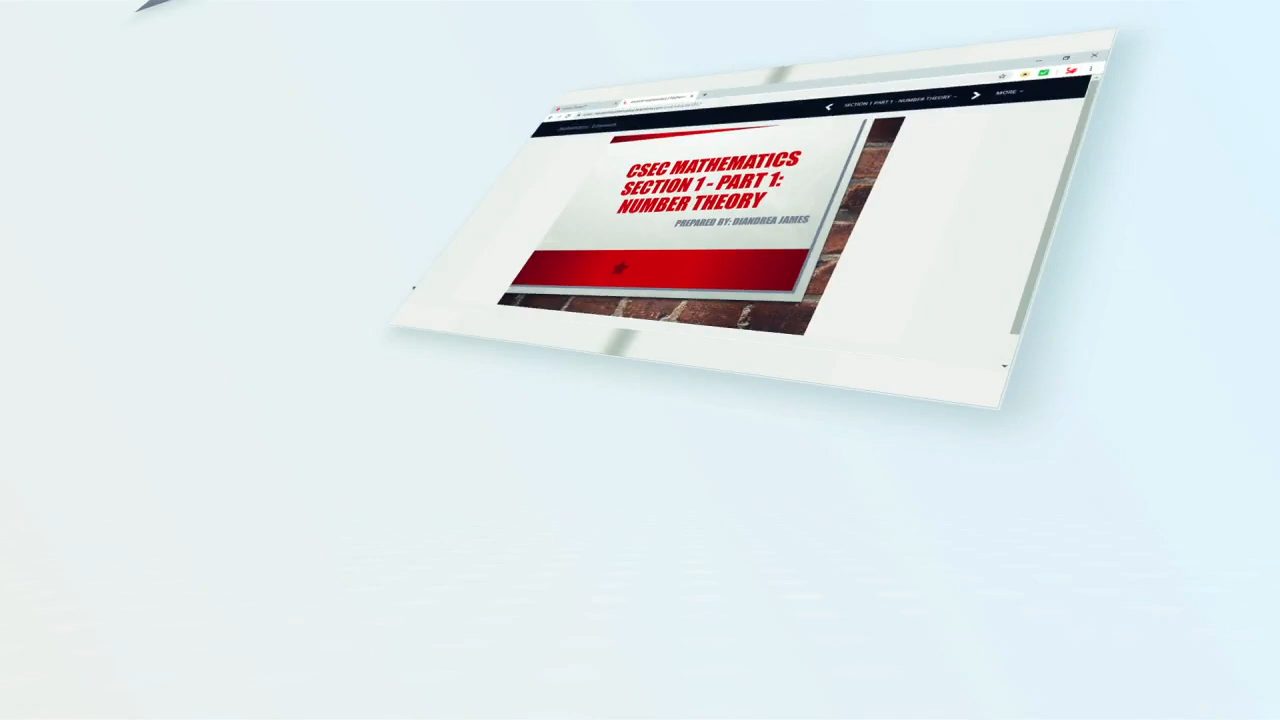 SECTION 1 PART 1 - NUMBER THEORY
MORE
CSEC MATHEMATICS
SECTION 1 - PART 1:
NUMBER THEORY
PREPARED BY: DIANDREA JAMES